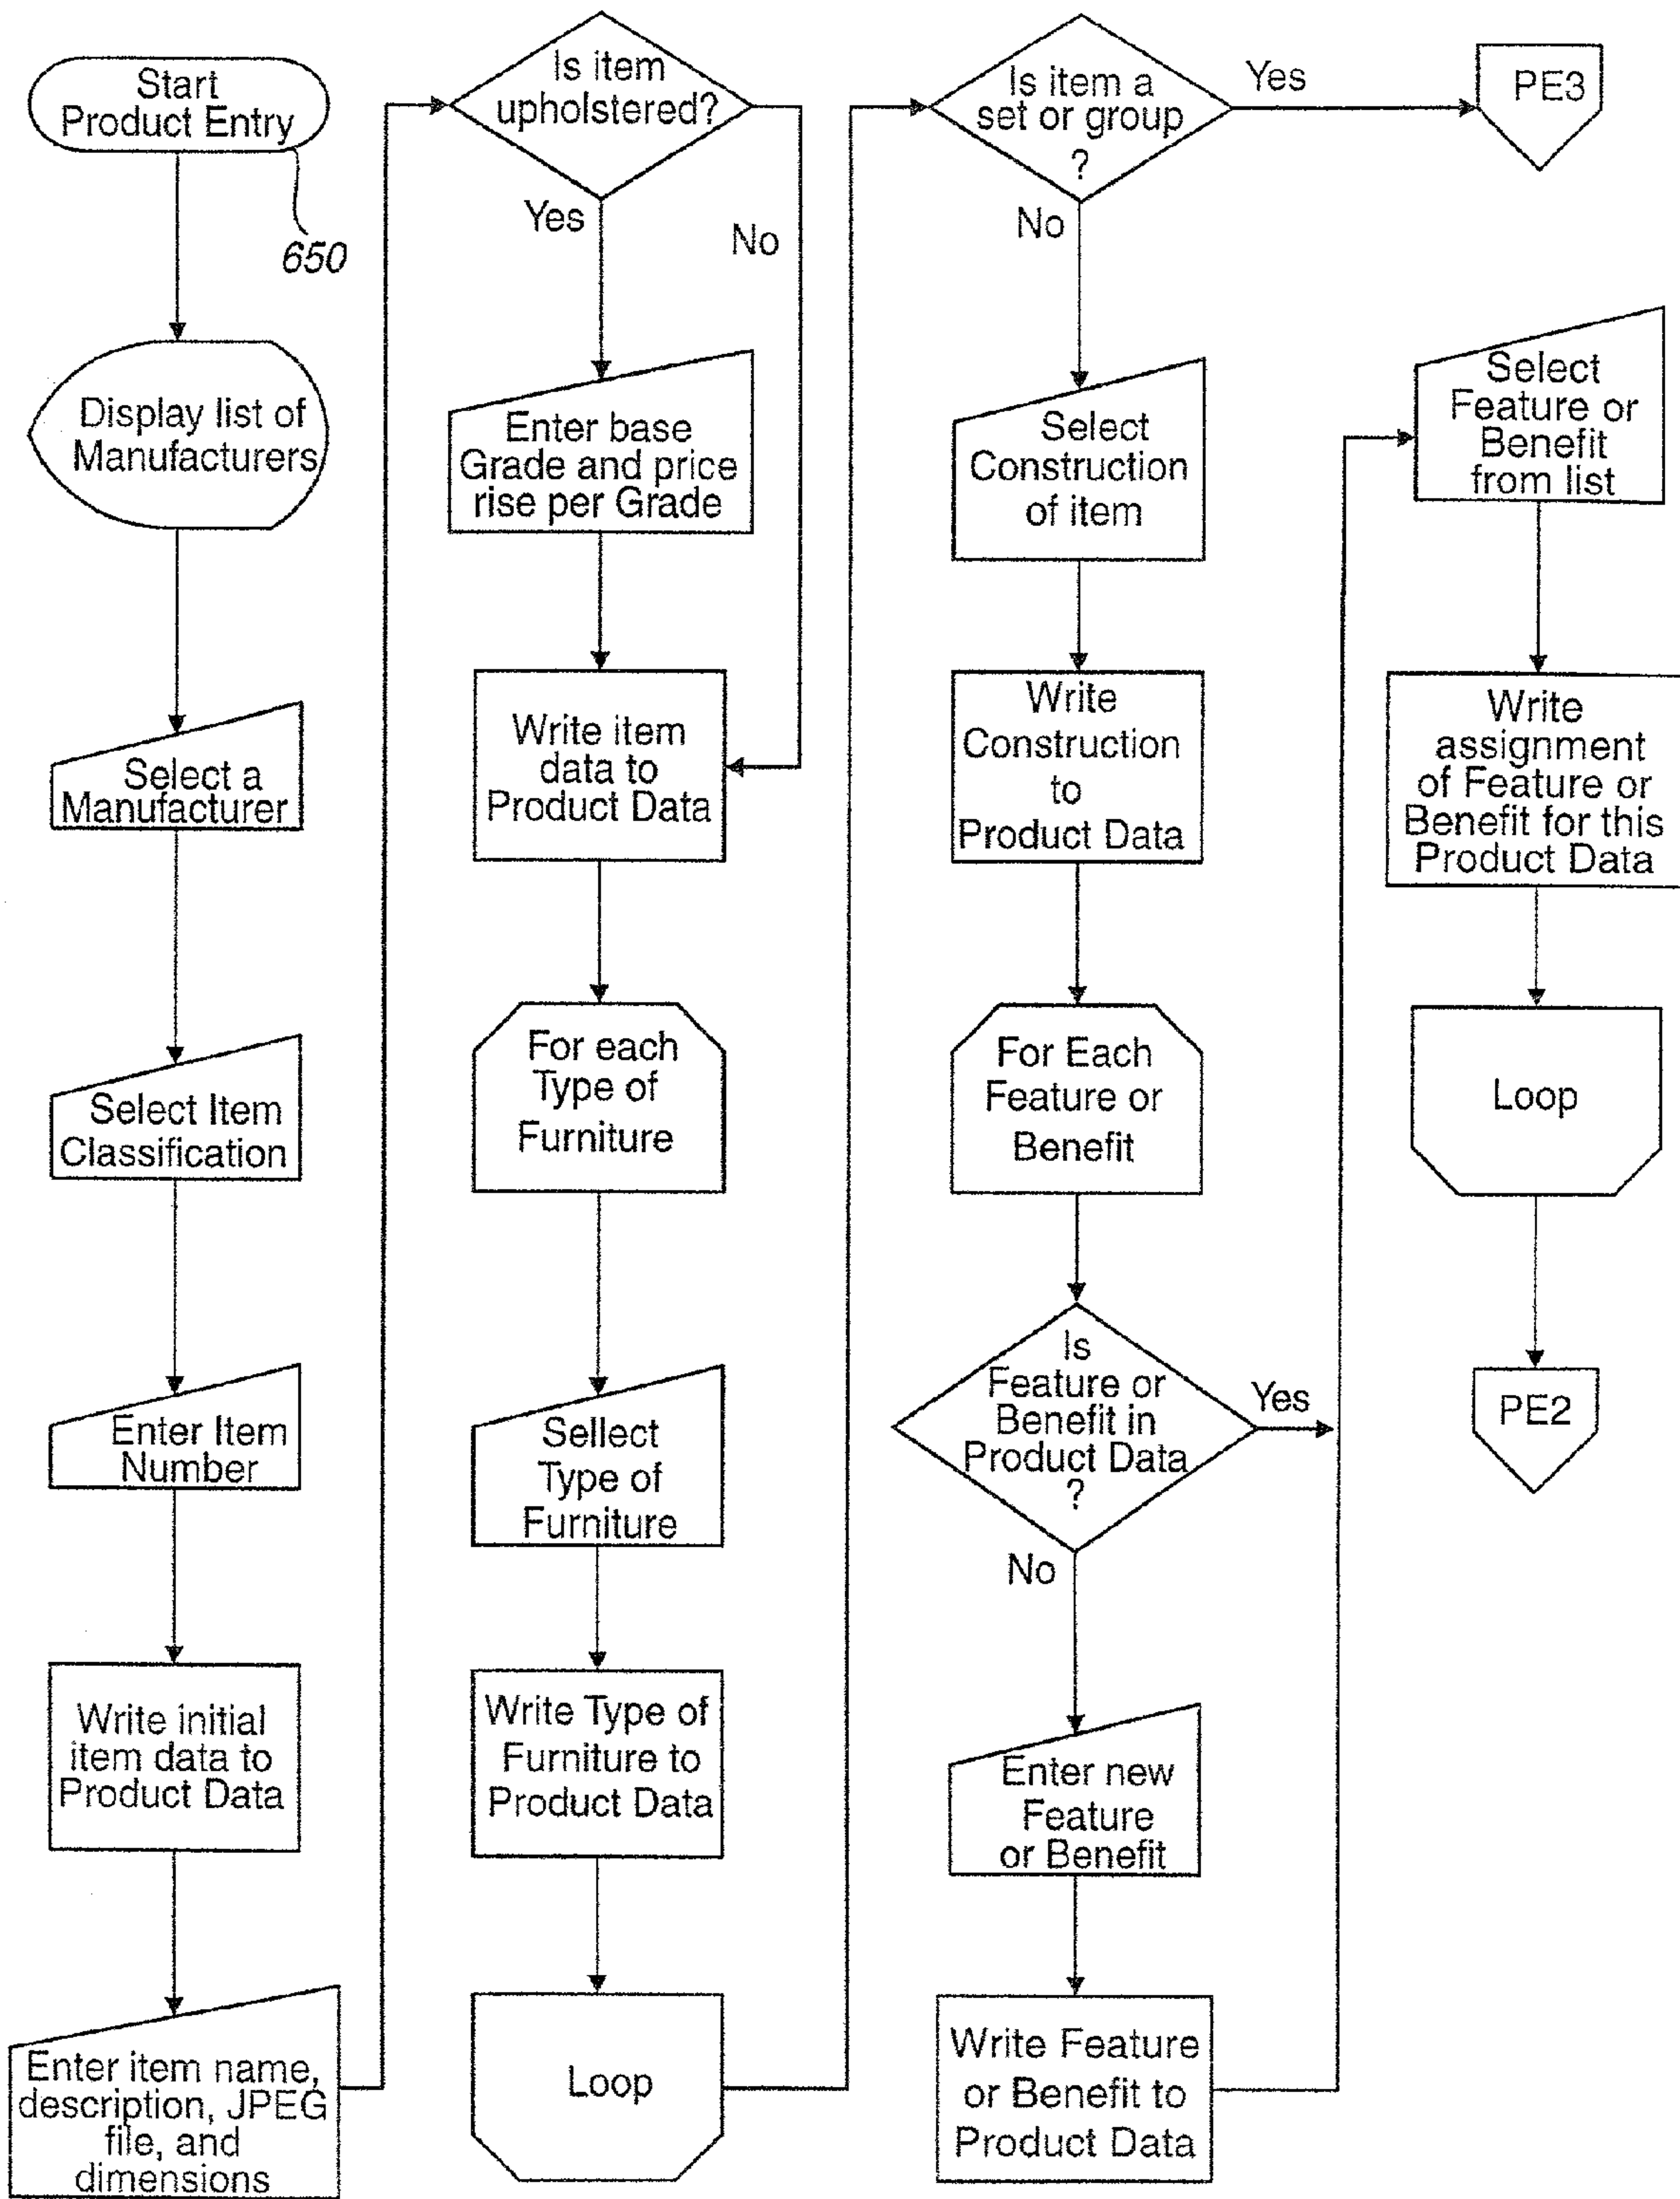 Start
Product Entry
650
Display list of
Manufacturers
Select a
Manufacturer
Select Item
Classification
Enter Item
Number
Write initial
item data to
Product Data
Enter item name,
description, JPEG
file, and
dimensions
Is item
upholstered?
Yes
No
Enter base
Grade and price
rise per Grade
Write item
data to
Product Data
For each
Type of
Furniture
Sellect
Type of
Furniture
Write Type of
Furniture to
Product Data
Loop
Is item a
set or group
?
Yes
No
PE3
Select
Construction
of item
Write
Construction
to
Product Data
For Each
Feature or
Benefit
Is
Feature or
Benefit in
Product Data
?
Yes
No
Enter new
Feature
or Benefit
Write Feature
or Benefit to
Product Data
Select
Feature or
Benefit
from list
Write
assignment
of Feature or
Benefit for this
Product Data
Loop
PE2